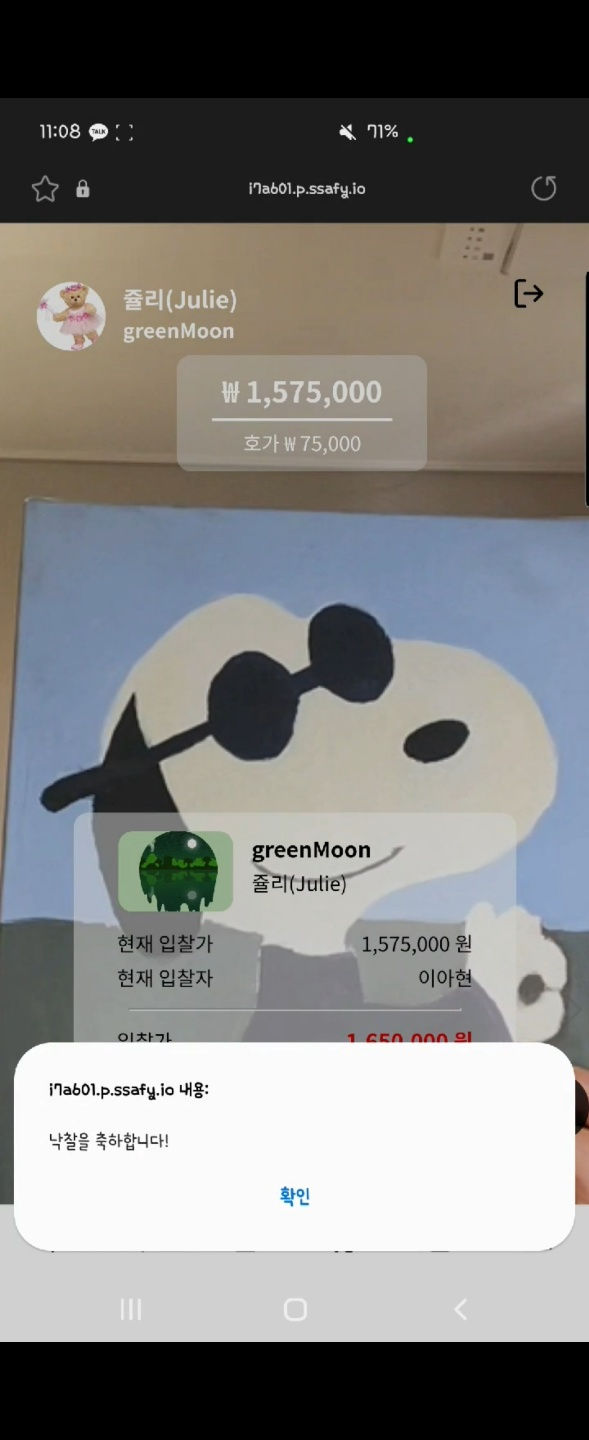 11:08 TALK 71%
i7a601.p.ssafy.io
쥴리(Julie)
greenMoon
₩ 1,575,000
호가 ₩ 75,000
greenMoon
쥴리(Julie)
현재 입찰가 1,575,000 원
현재 입찰자 이아현
입찰가 1,650,000 원
i7a601.p.ssafy.io 내용:
낙찰을 축하합니다!
확인